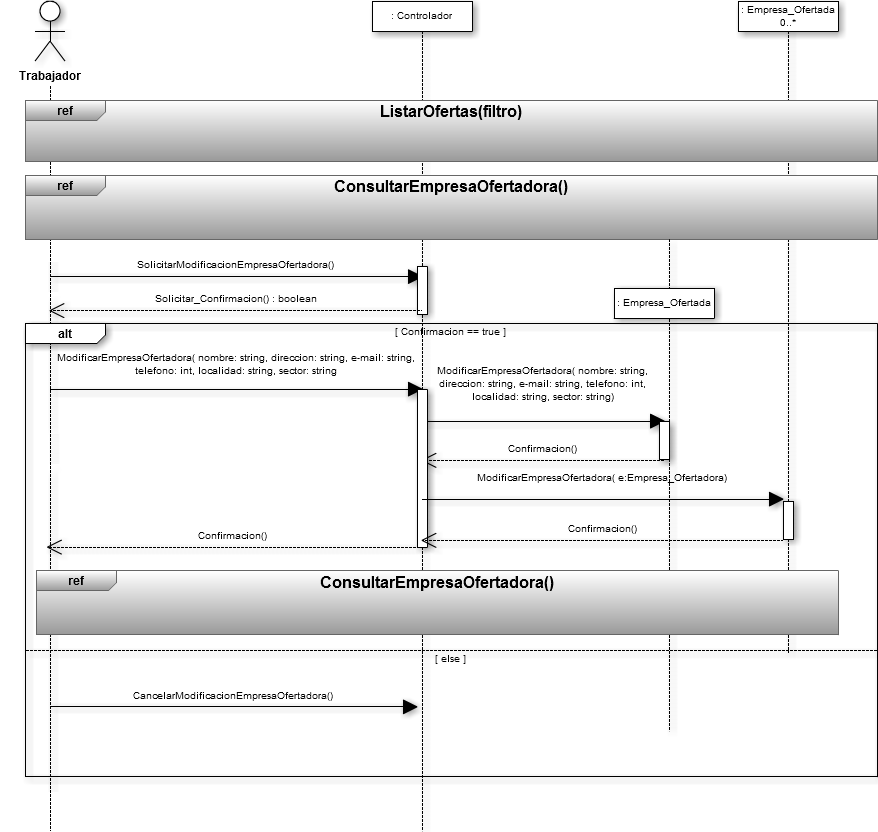 : Controlador
: Empresa_Ofertada
0..*
Trabajador
ref
ListarOfertas(filtro)
ref
ConsultarEmpresaOfertadora()
SolicitarModificacionEmpresaOfertadora()
Solicitar_Confirmacion() : boolean
: Empresa_Ofertada
alt
[ Confirmacion == true ]
ModificarEmpresaOfertadora( nombre: string, direccion: string, e-mail: string,
telefono: int, localidad: string, sector: string
ModificarEmpresaOfertadora( nombre: string,
direccion: string, e-mail: string, telefono: int,
localidad: string, sector: string)
Confirmacion()
ModificarEmpresaOfertadora( e:Empresa_Ofertadora)
Confirmacion()
Confirmacion()
ref
ConsultarEmpresaOfertadora()
[ else ]
CancelarModificacionEmpresaOfertadora()